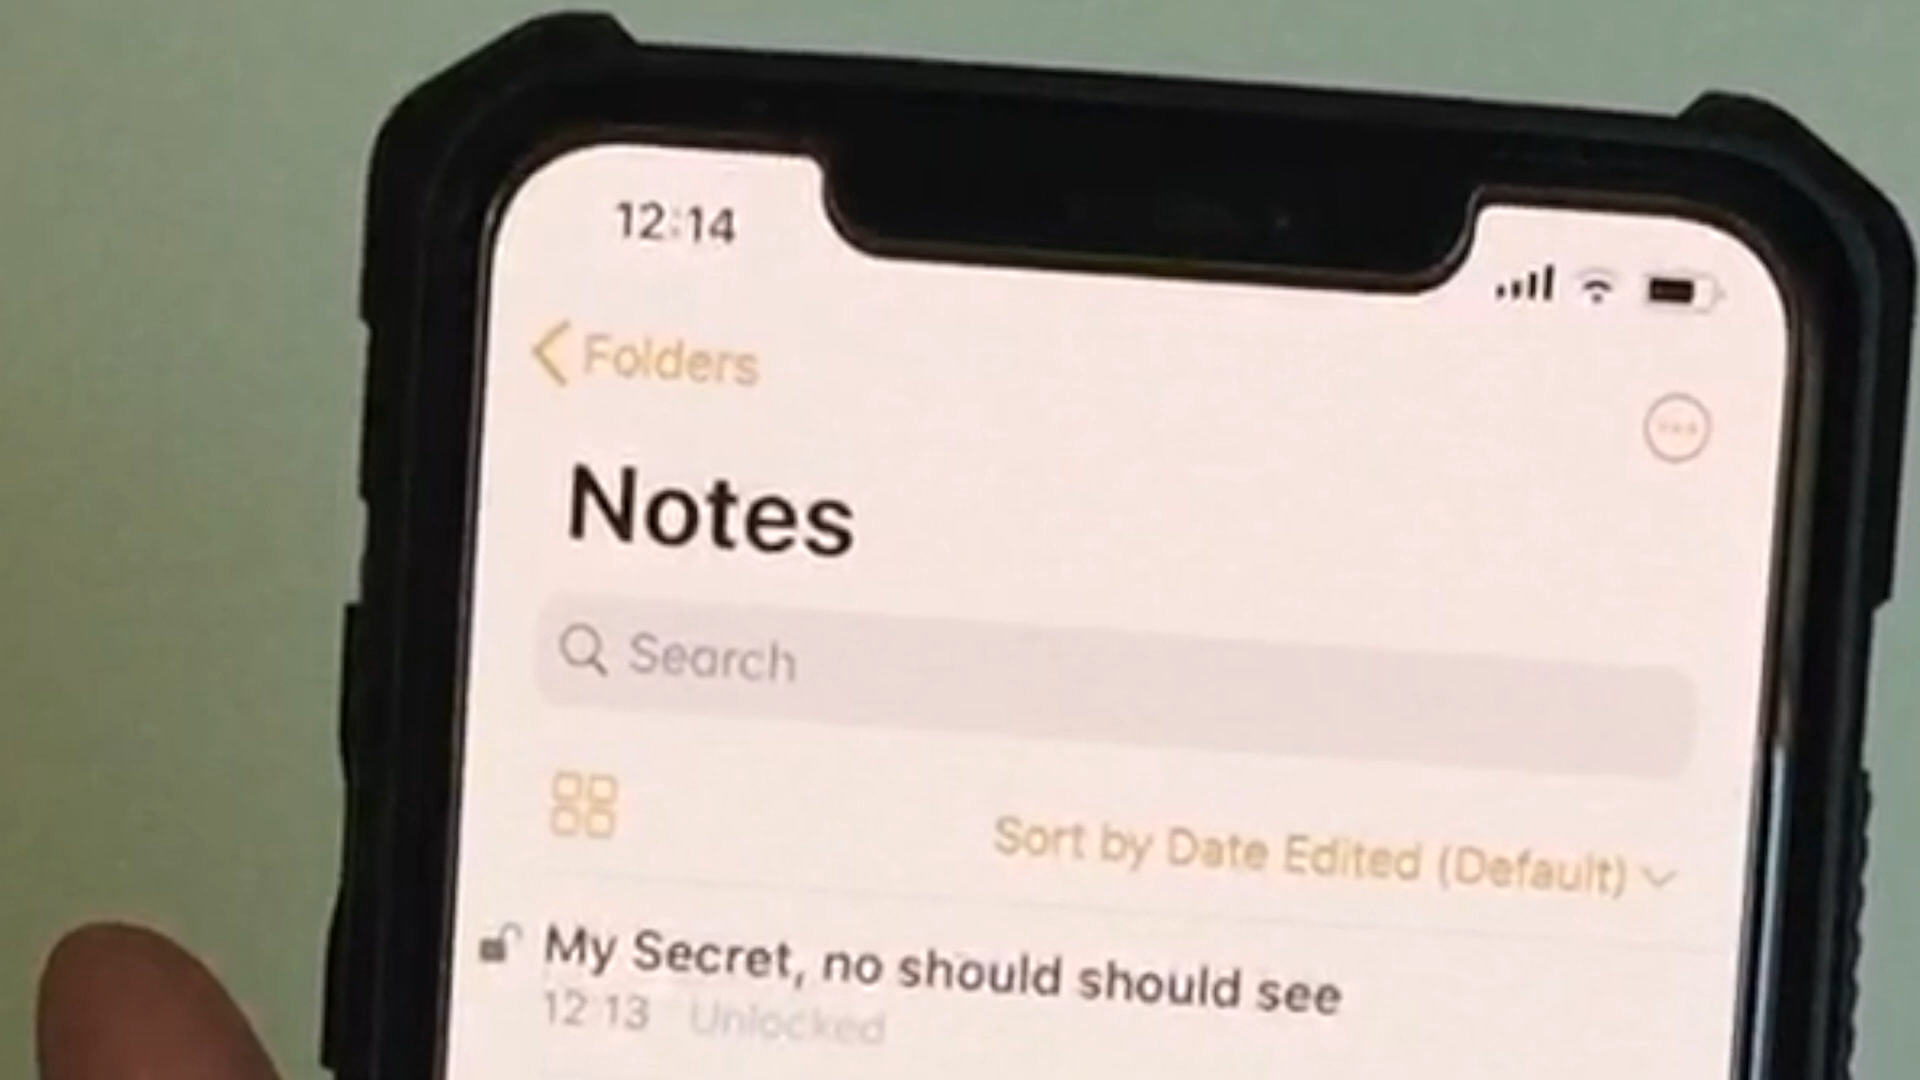 12:14
Folders
Notes
Search
Sort by Date Edited (Default)
My Secret, no should should see
12:13 Unlocked